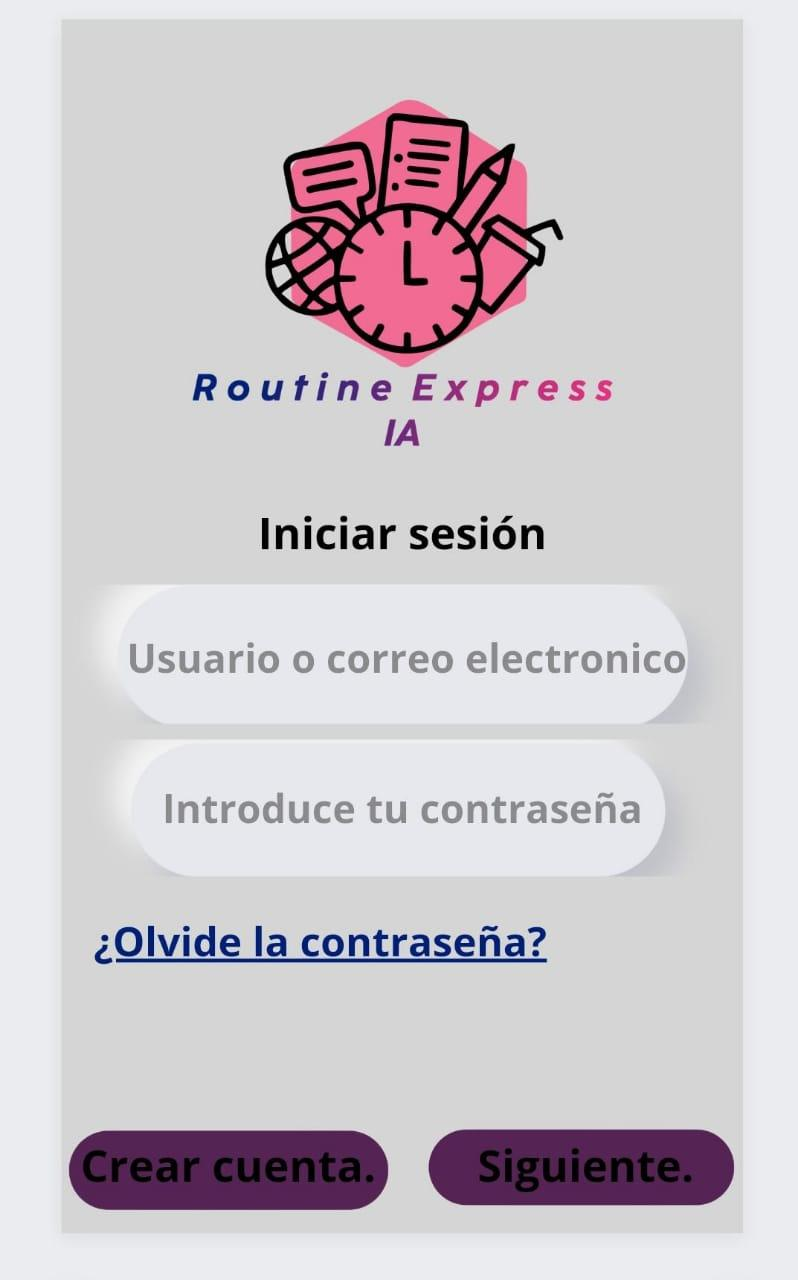 Routine Express
IA
Iniciar sesión
Usuario o correo electronico
Introduce tu contraseña
¿Olvide la contraseña?
Crear cuenta.
Siguiente.